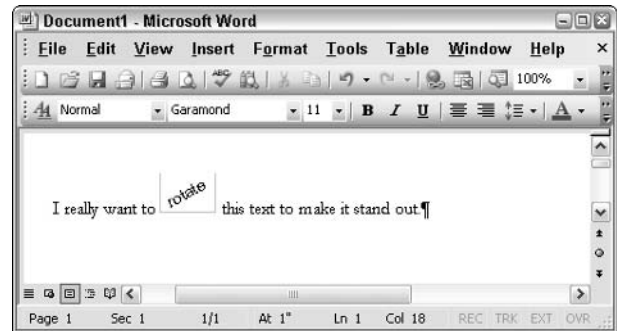 Document1 - Microsoft Word
File Edit View Insert Format Tools Table Window Help
ABC 100%
A4 Normal Garamond 11 B I U A
I really want to rotate this text to make it stand out.¶
Page 1 Sec 1 1/1 At 1" Ln 1 Col 18 REC TRK EXT OVR